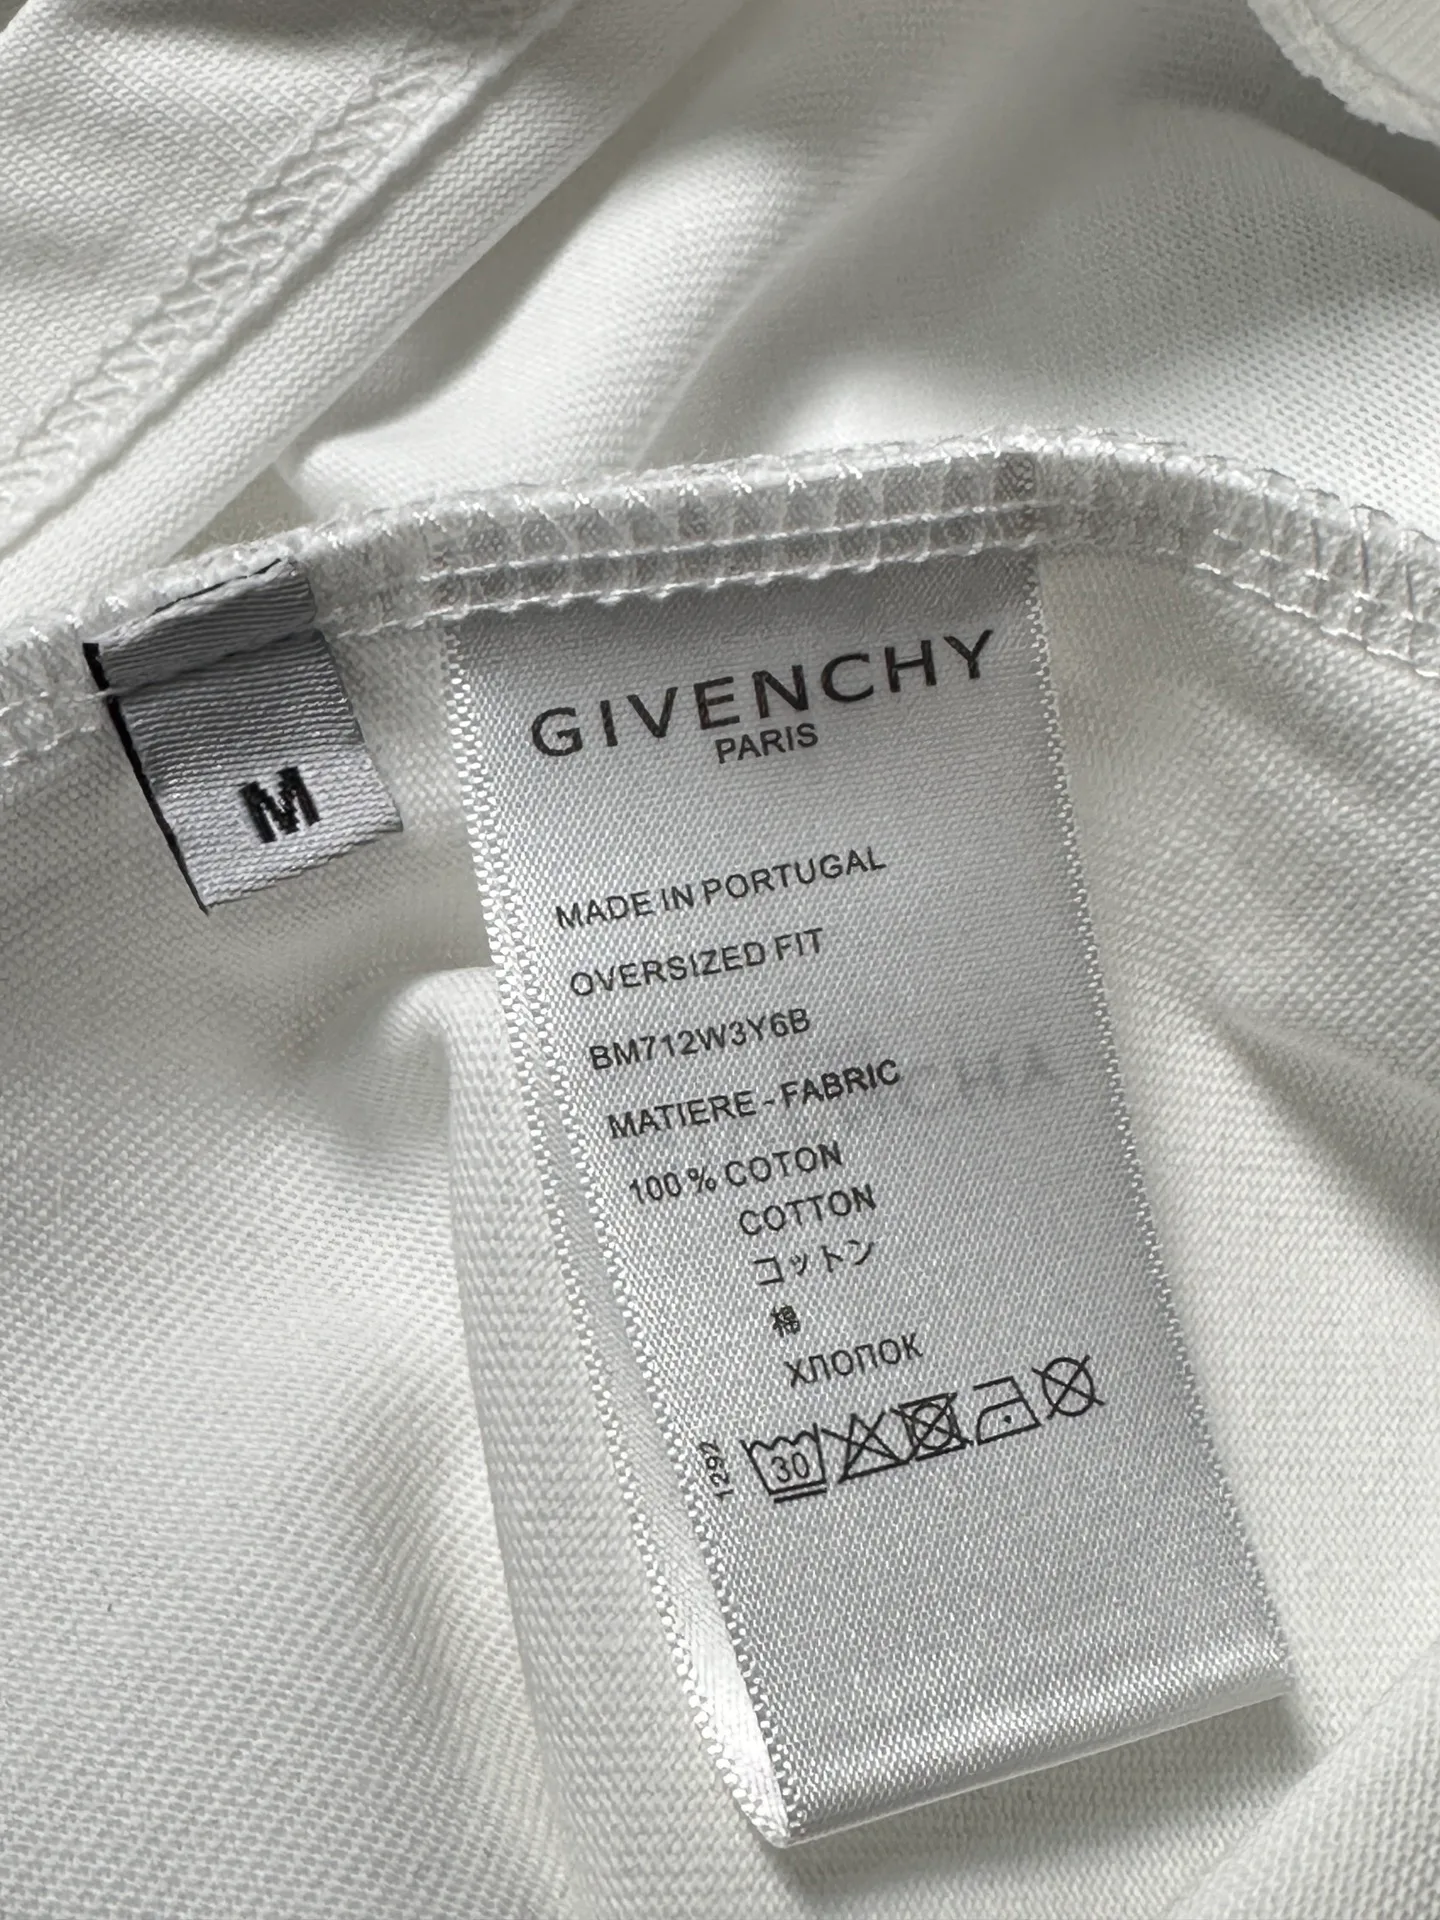 GIVENCHY
PARIS
M
MADE IN PORTUGAL
OVERSIZED FIT
BM712W3Y6B
MATIERE - FABRIC
100 % COTON
COTTON
コットン
棉
ХЛОПОК
1292
30